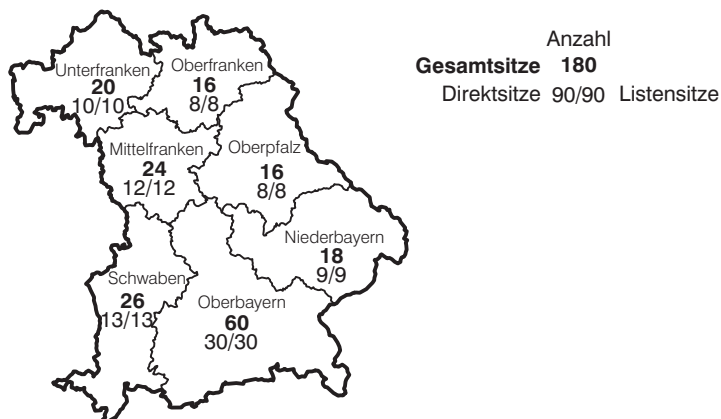 Anzahl
Gesamtsitze 180
Direktsitze 90/90 Listensitze
Unterfranken
20
10/10
Oberfranken
16
8/8
Mittelfranken
24
12/12
Oberpfalz
16
8/8
Niederbayern
18
9/9
Schwaben
26
13/13
Oberbayern
60
30/30